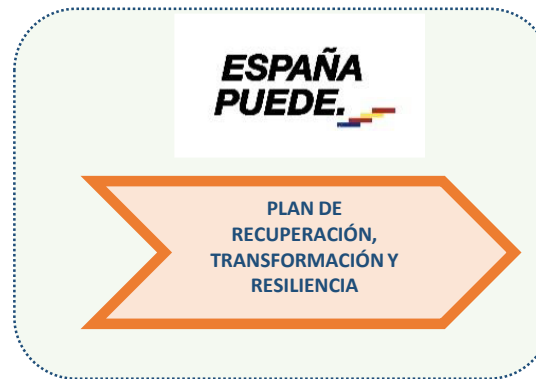 ESPAÑA
PUEDE.
PLAN DE
RECUPERACIÓN,
TRANSFORMACIÓN Y
RESILIENCIA